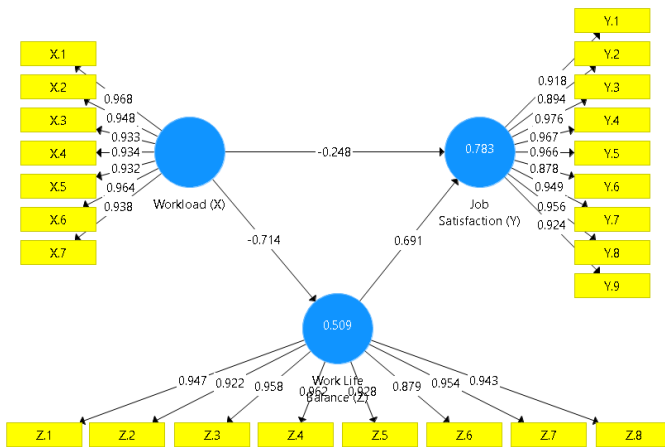 X.1
X.2
X.3
X.4
X.5
X.6
X.7
0.968
0.948
0.933
0.934
0.932
0.964
0.938
Workload (X)
-0.248
-0.714
0.691
0.783
Job
Satisfaction (Y)
0.918
0.894
0.976
0.967
0.966
0.878
0.949
0.956
0.924
Y.1
Y.2
Y.3
Y.4
Y.5
Y.6
Y.7
Y.8
Y.9
0.509
Work Life
Balance (Z)
0.947
0.922
0.958
0.962
0.928
0.879
0.954
0.943
Z.1
Z.2
Z.3
Z.4
Z.5
Z.6
Z.7
Z.8